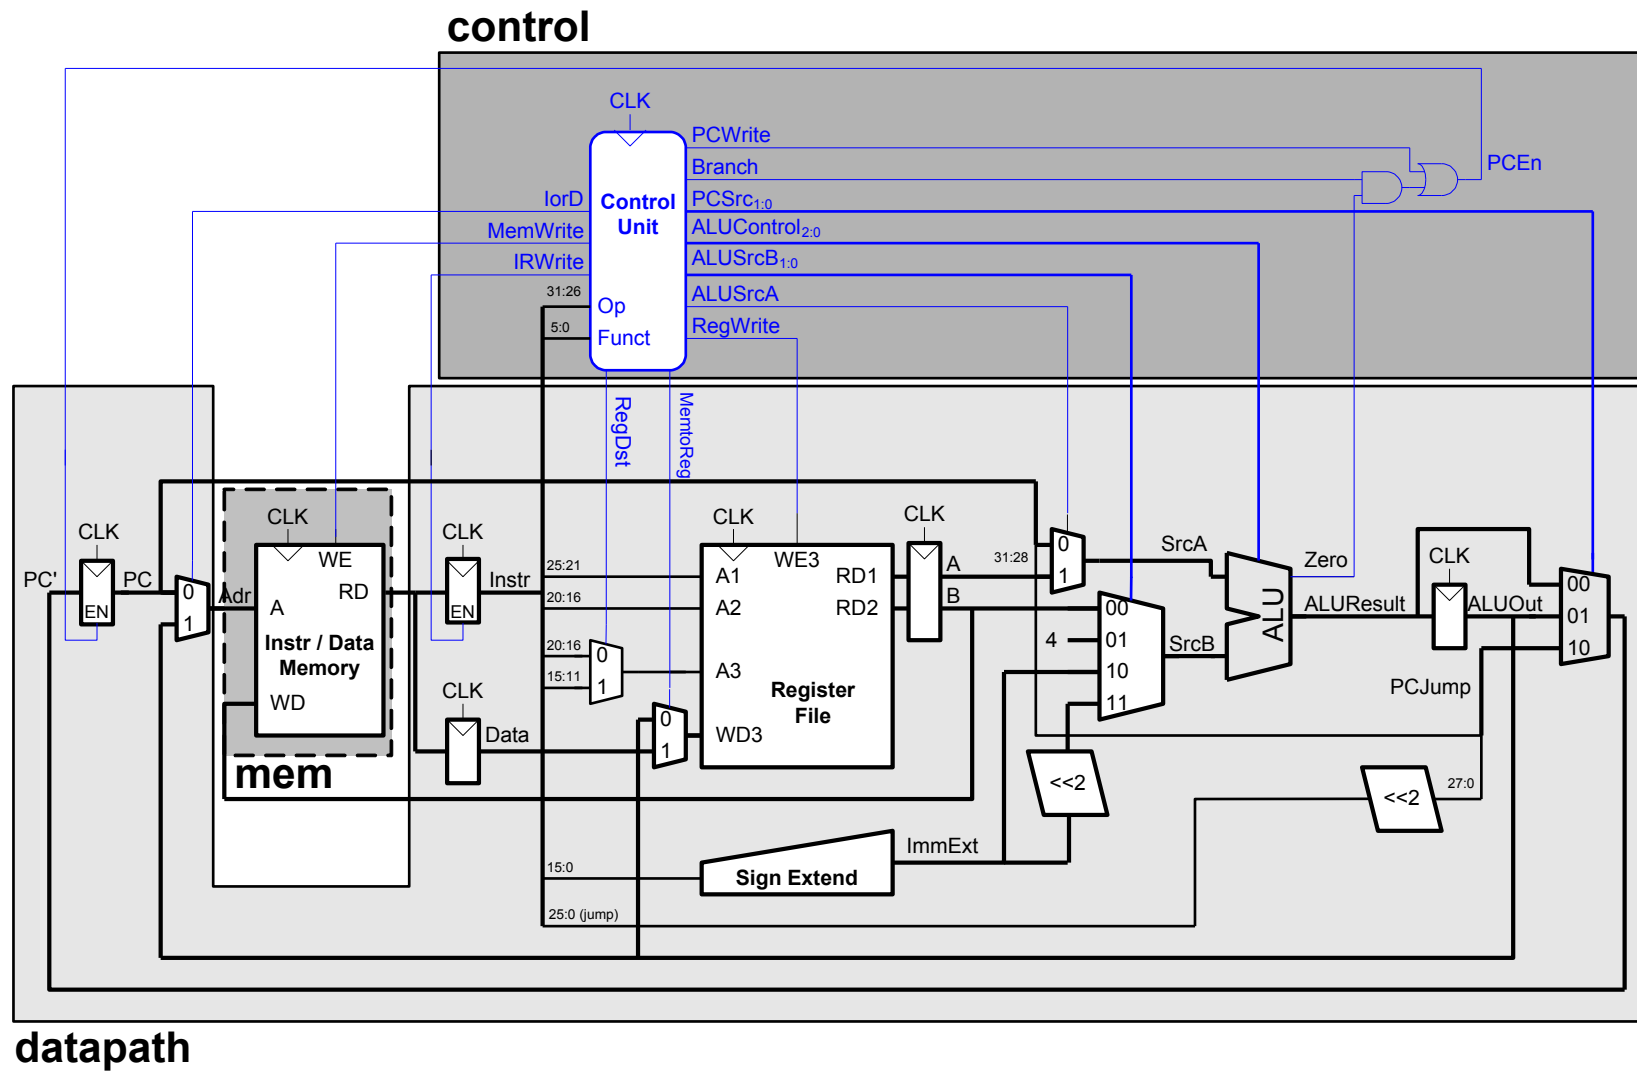 control
CLK
PCWrite
Branch
PCEn
IorD
Control
Unit
PCSrc1:0
MemWrite
ALUControl2:0
IRWrite
ALUSrcB1:0
31:26
Op
ALUSrcA
5:0
Funct
RegWrite
RegDst
MemtoReg
CLK
CLK
CLK
CLK
CLK
WE
WE3
0
SrcA
Zero
CLK
PC'
PC
EN
0
1
Adr
A
RD
EN
Instr
25:21
A1
RD1
A
31:28
1
00
20:16
A2
RD2
B
00
ALU
ALUResult
ALUOut
01
Instr / Data
Memory
4
01
SrcB
10
20:16
0
15:11
1
A3
10
Register
File
11
PCJump
WD
CLK
Data
0
1
WD3
mem
<<2
<<2
27:0
ImmExt
15:0
Sign Extend
25:0 (jump)
datapath